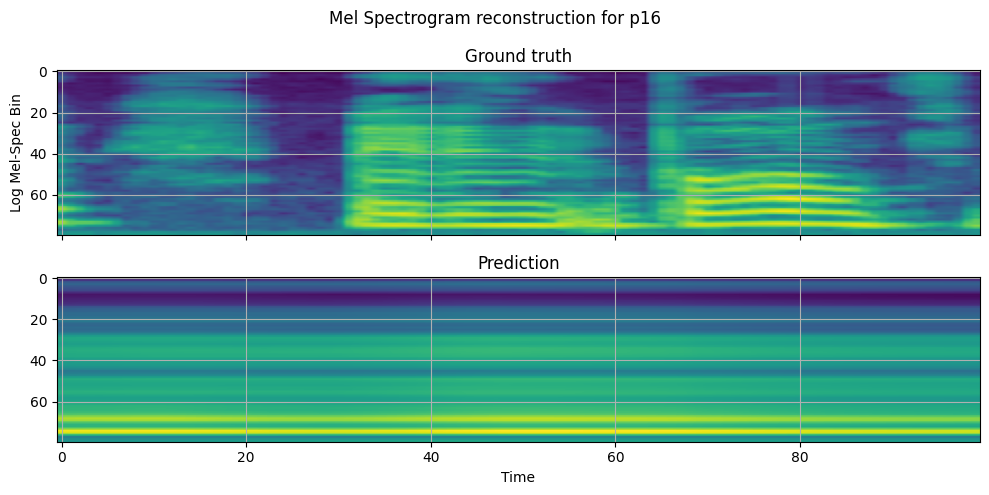 Mel Spectrogram reconstruction for p16
Ground truth
0
20
40
60
Log Mel-Spec Bin
Prediction
0
20
40
60
0 20 40 60 80
Time